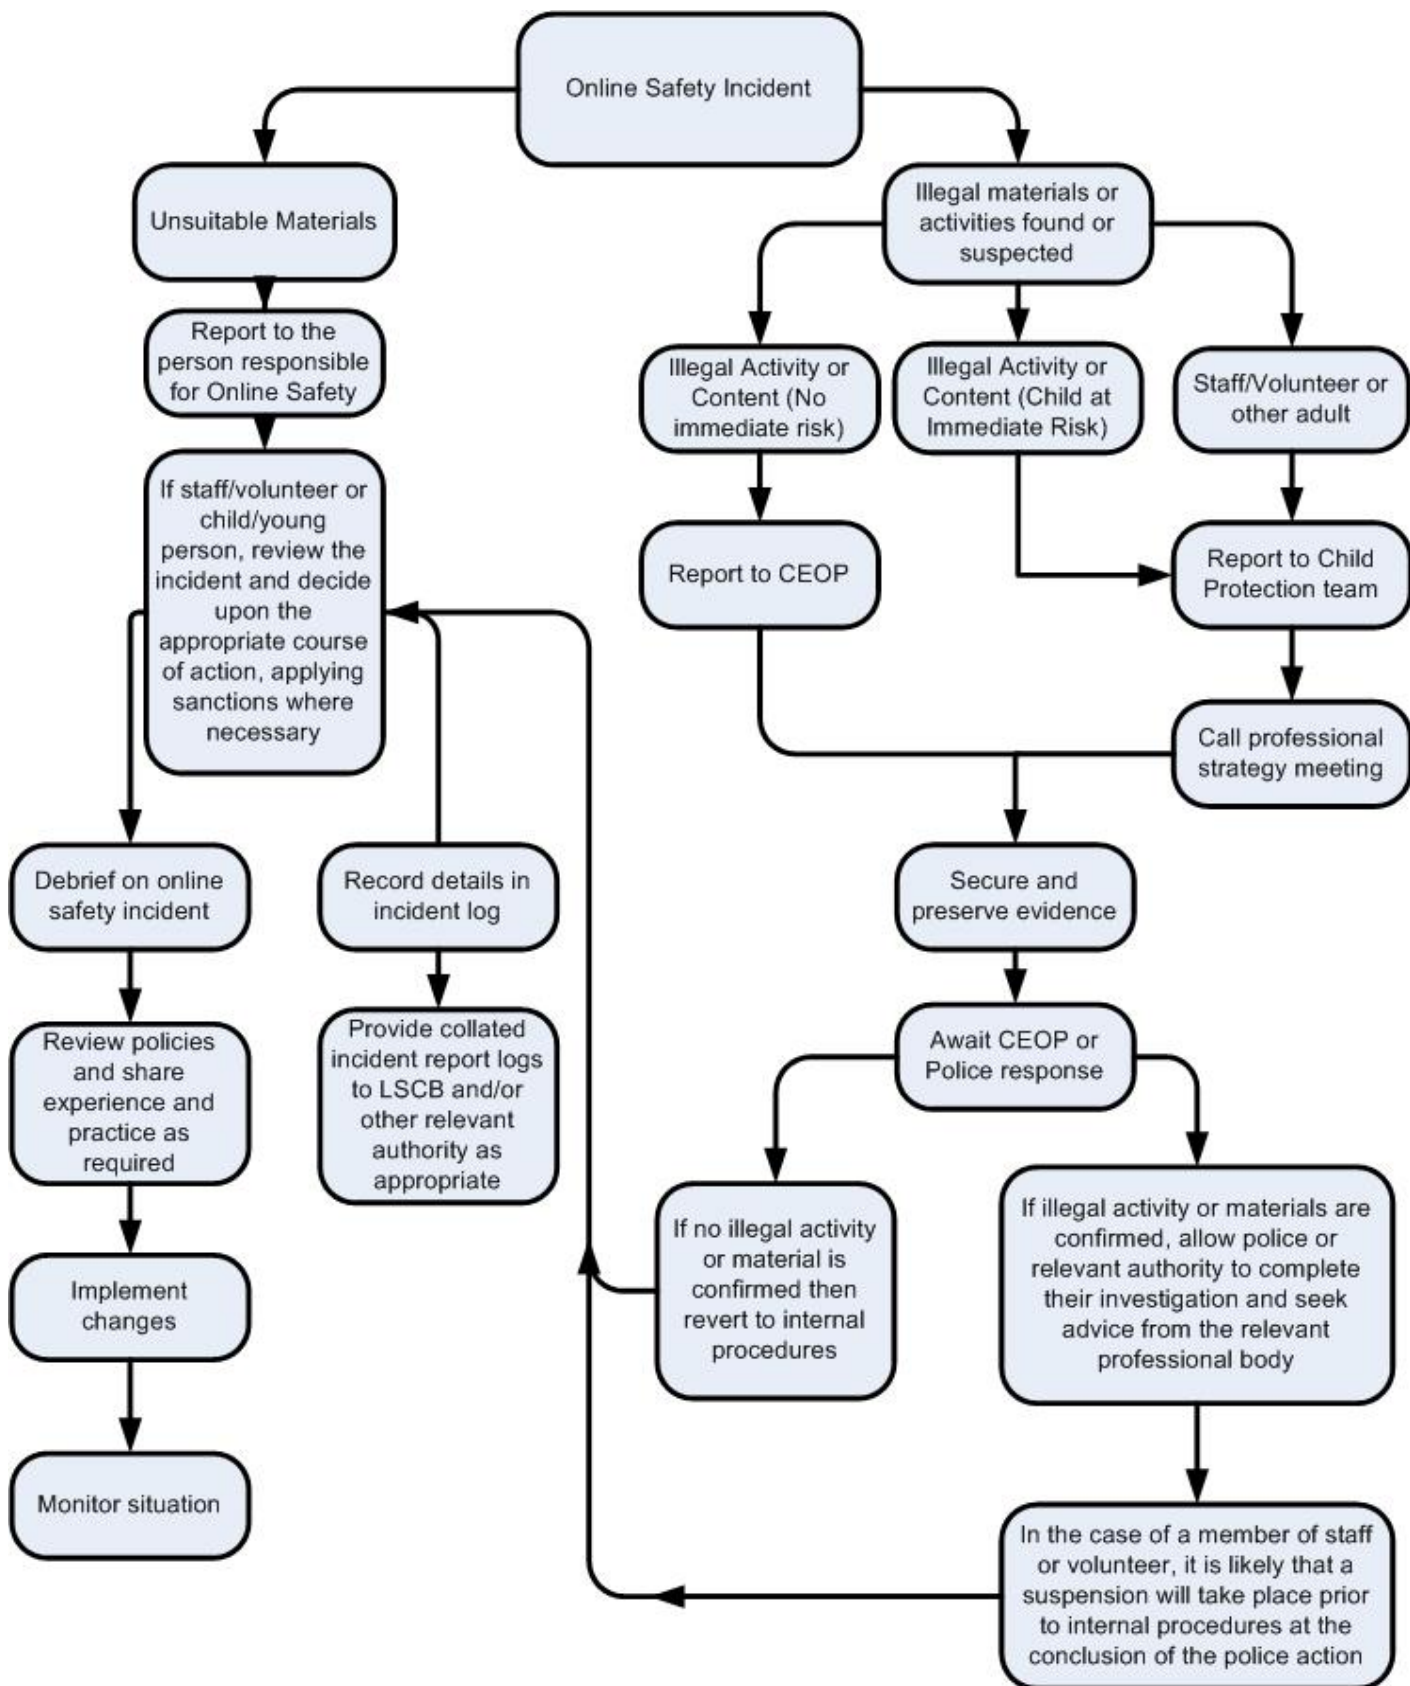 Online Safety Incident
Unsuitable Materials
Illegal materials or
activities found or
suspected
Report to the
person responsible
for Online Safety
Illegal Activity or
Content (No
immediate risk)
Illegal Activity or
Content (Child at
Immediate Risk)
Staff/Volunteer or
other adult
If staff/volunteer or
child/young
person, review the
incident and decide
upon the
appropriate course
of action, applying
sanctions where
necessary
Report to CEOP
Report to Child
Protection team
Call professional
strategy meeting
Debrief on online
safety incident
Record details in
incident log
Secure and
preserve evidence
Review policies
and share
experience and
practice as
required
Provide collated
incident report logs
to LSCB and/or
other relevant
authority as
appropriate
Await CEOP or
Police response
If no illegal activity
or material is
confirmed then
revert to internal
procedures
If illegal activity or materials are
confirmed, allow police or
relevant authority to complete
their investigation and seek
advice from the relevant
professional body
Implement
changes
Monitor situation
In the case of a member of staff
or volunteer, it is likely that a
suspension will take place prior
to internal procedures at the
conclusion of the police action